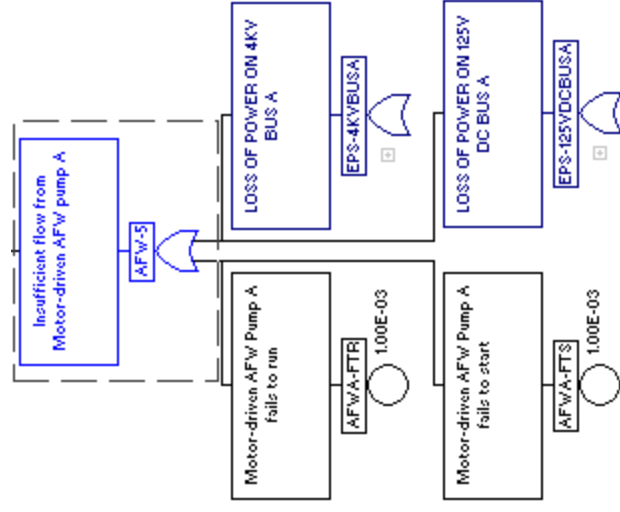 Insufficient flow from
Motor-driven AFW pump A
AFW-5
Motor-driven AFW Pump A
fails to run
AFWA-FTR
1.00E-03
LOSS OF POWER ON 4KV
BUS A
EPS-4KVBUSA
Motor-driven AFW Pump A
fails to start
AFWA-FTS
1.00E-03
LOSS OF POWER ON 125V
DC BUS A
EPS-125VDCBUSA